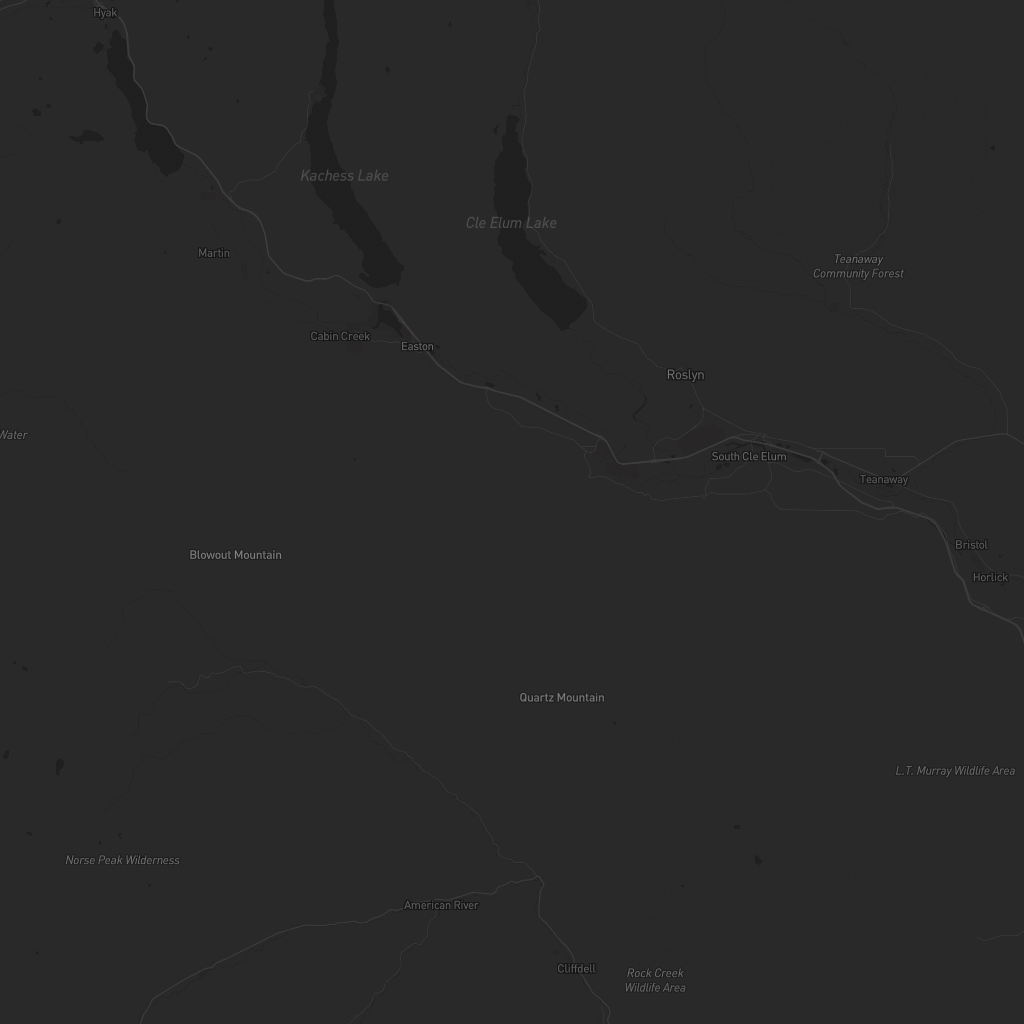 Hyak
Kachess Lake
Cle Elum Lake
Martin
Teanaway
Community Forest
Cabin Creek
Easton
Roslyn
Water
South Cle Elum
Teanaway
Bristol
Blowout Mountain
Horlick
Quartz Mountain
L.T. Murray Wildlife Area
Norse Peak Wilderness
American River
Cliffdell
Rock Creek
Wildlife Area